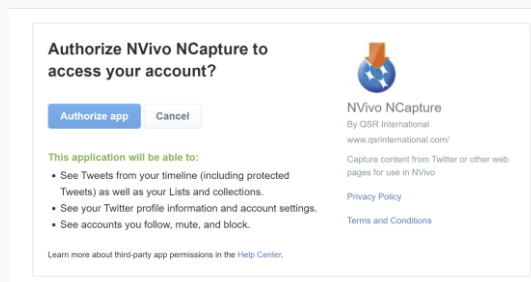 Authorize NVivo NCapture to
access your account?
Authorize app
Cancel
This application will be able to:
• See Tweets from your timeline (including protected
Tweets) as well as your Lists and collections.
• See your Twitter profile information and account settings.
• See accounts you follow, mute, and block.
Learn more about third-party app permissions in the Help Center.
NVivo NCapture
By QSR International
www.qsrinternational.com/
Capture content from Twitter or other web
pages for use in NVivo
Privacy Policy
Terms and Conditions